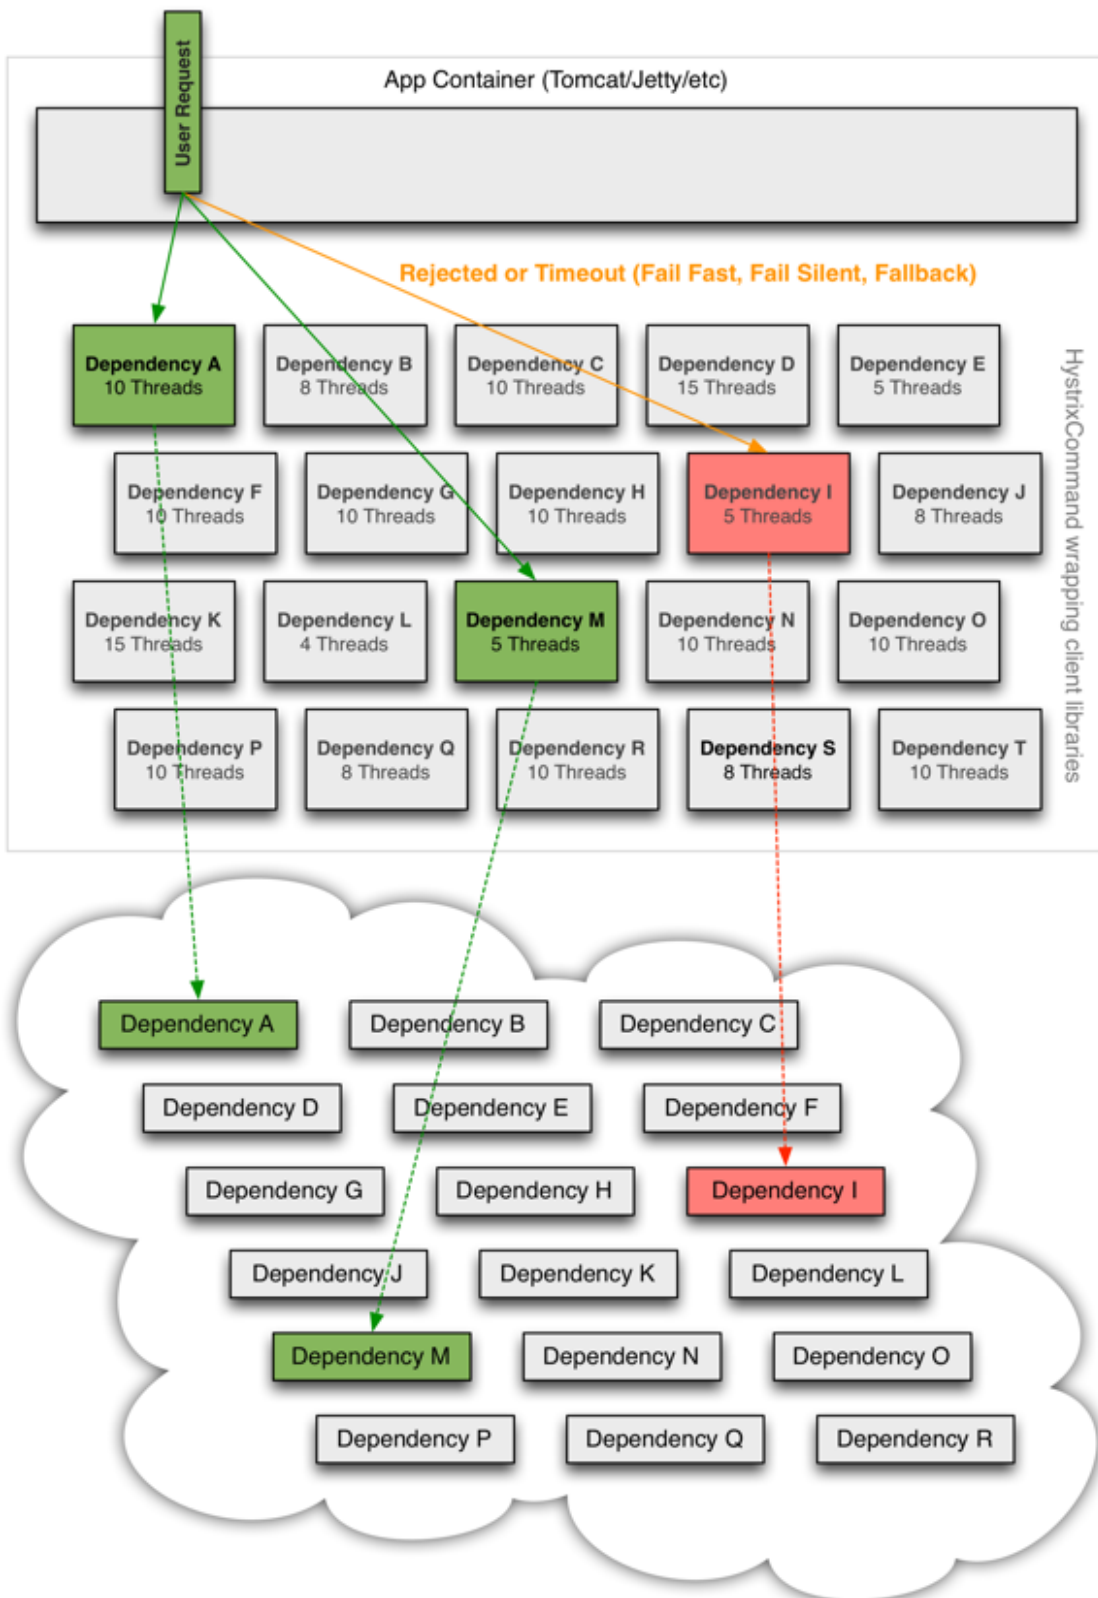 User Request
App Container (Tomcat/Jetty/etc)
Rejected or Timeout (Fail Fast, Fail Silent, Fallback)
Dependency A
10 Threads
Dependency B
8 Threads
Dependency C
10 Threads
Dependency D
15 Threads
Dependency E
5 Threads
Dependency F
10 Threads
Dependency G
10 Threads
Dependency H
10 Threads
Dependency I
5 Threads
Dependency J
8 Threads
Dependency K
15 Threads
Dependency L
4 Threads
Dependency M
5 Threads
Dependency N
10 Threads
Dependency O
10 Threads
Dependency P
10 Threads
Dependency Q
8 Threads
Dependency R
10 Threads
Dependency S
8 Threads
Dependency T
10 Threads
HystrixCommand wrapping client libraries
Dependency A
Dependency B
Dependency C
Dependency D
Dependency E
Dependency F
Dependency G
Dependency H
Dependency I
Dependency J
Dependency K
Dependency L
Dependency M
Dependency N
Dependency O
Dependency P
Dependency Q
Dependency R